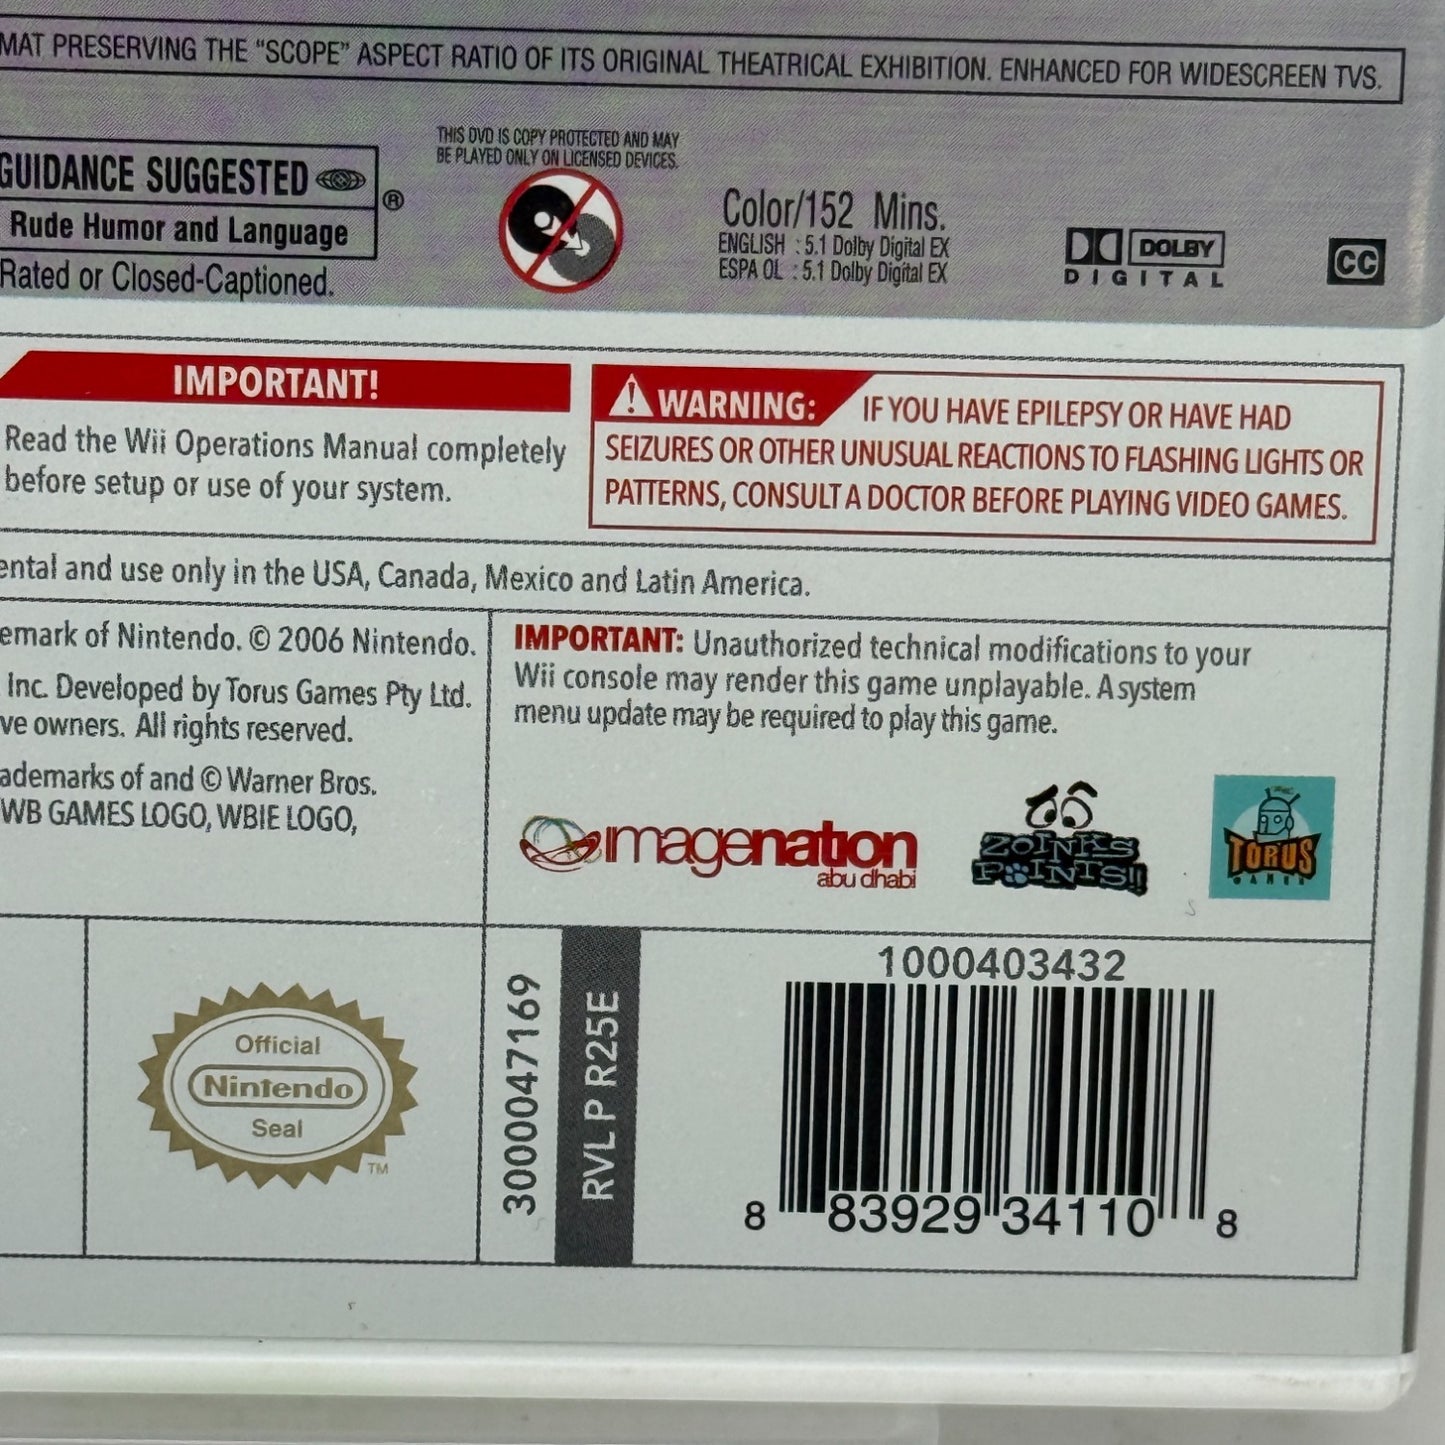 MAT PRESERVING THE “SCOPE” ASPECT RATIO OF ITS ORIGINAL THEATRICAL EXHIBITION. ENHANCED FOR WIDESCREEN TVS.
THIS DVD IS COPY PROTECTED AND MAY
BE PLAYED ONLY ON LICENSED DEVICES.
GUIDANCE SUGGESTED
®
Rude Humor and Language
Rated or Closed-Captioned.
Color/152 Mins.
ENGLISH : 5.1 Dolby Digital EX
ESPA OL : 5.1 Dolby Digital EX
DOLBY
DIGITAL
CC
IMPORTANT!
Read the Wii Operations Manual completely
before setup or use of your system.
WARNING: IF YOU HAVE EPILEPSY OR HAVE HAD
SEIZURES OR OTHER UNUSUAL REACTIONS TO FLASHING LIGHTS OR
PATTERNS, CONSULT A DOCTOR BEFORE PLAYING VIDEO GAMES.
ental and use only in the USA, Canada, Mexico and Latin America.
emark of Nintendo. © 2006 Nintendo.
Inc. Developed by Torus Games Pty Ltd.
ve owners. All rights reserved.
ademarks of and © Warner Bros.
WB GAMES LOGO, WBIE LOGO,
IMPORTANT: Unauthorized technical modifications to your
Wii console may render this game unplayable. A system
menu update may be required to play this game.
imagenation
abu dhabi
ZOINKS
POINTS!!
TORUS
GAMES
Official
Nintendo
Seal
TM
300047169
RVL P R25E
1000403432
8 83929 34110 8